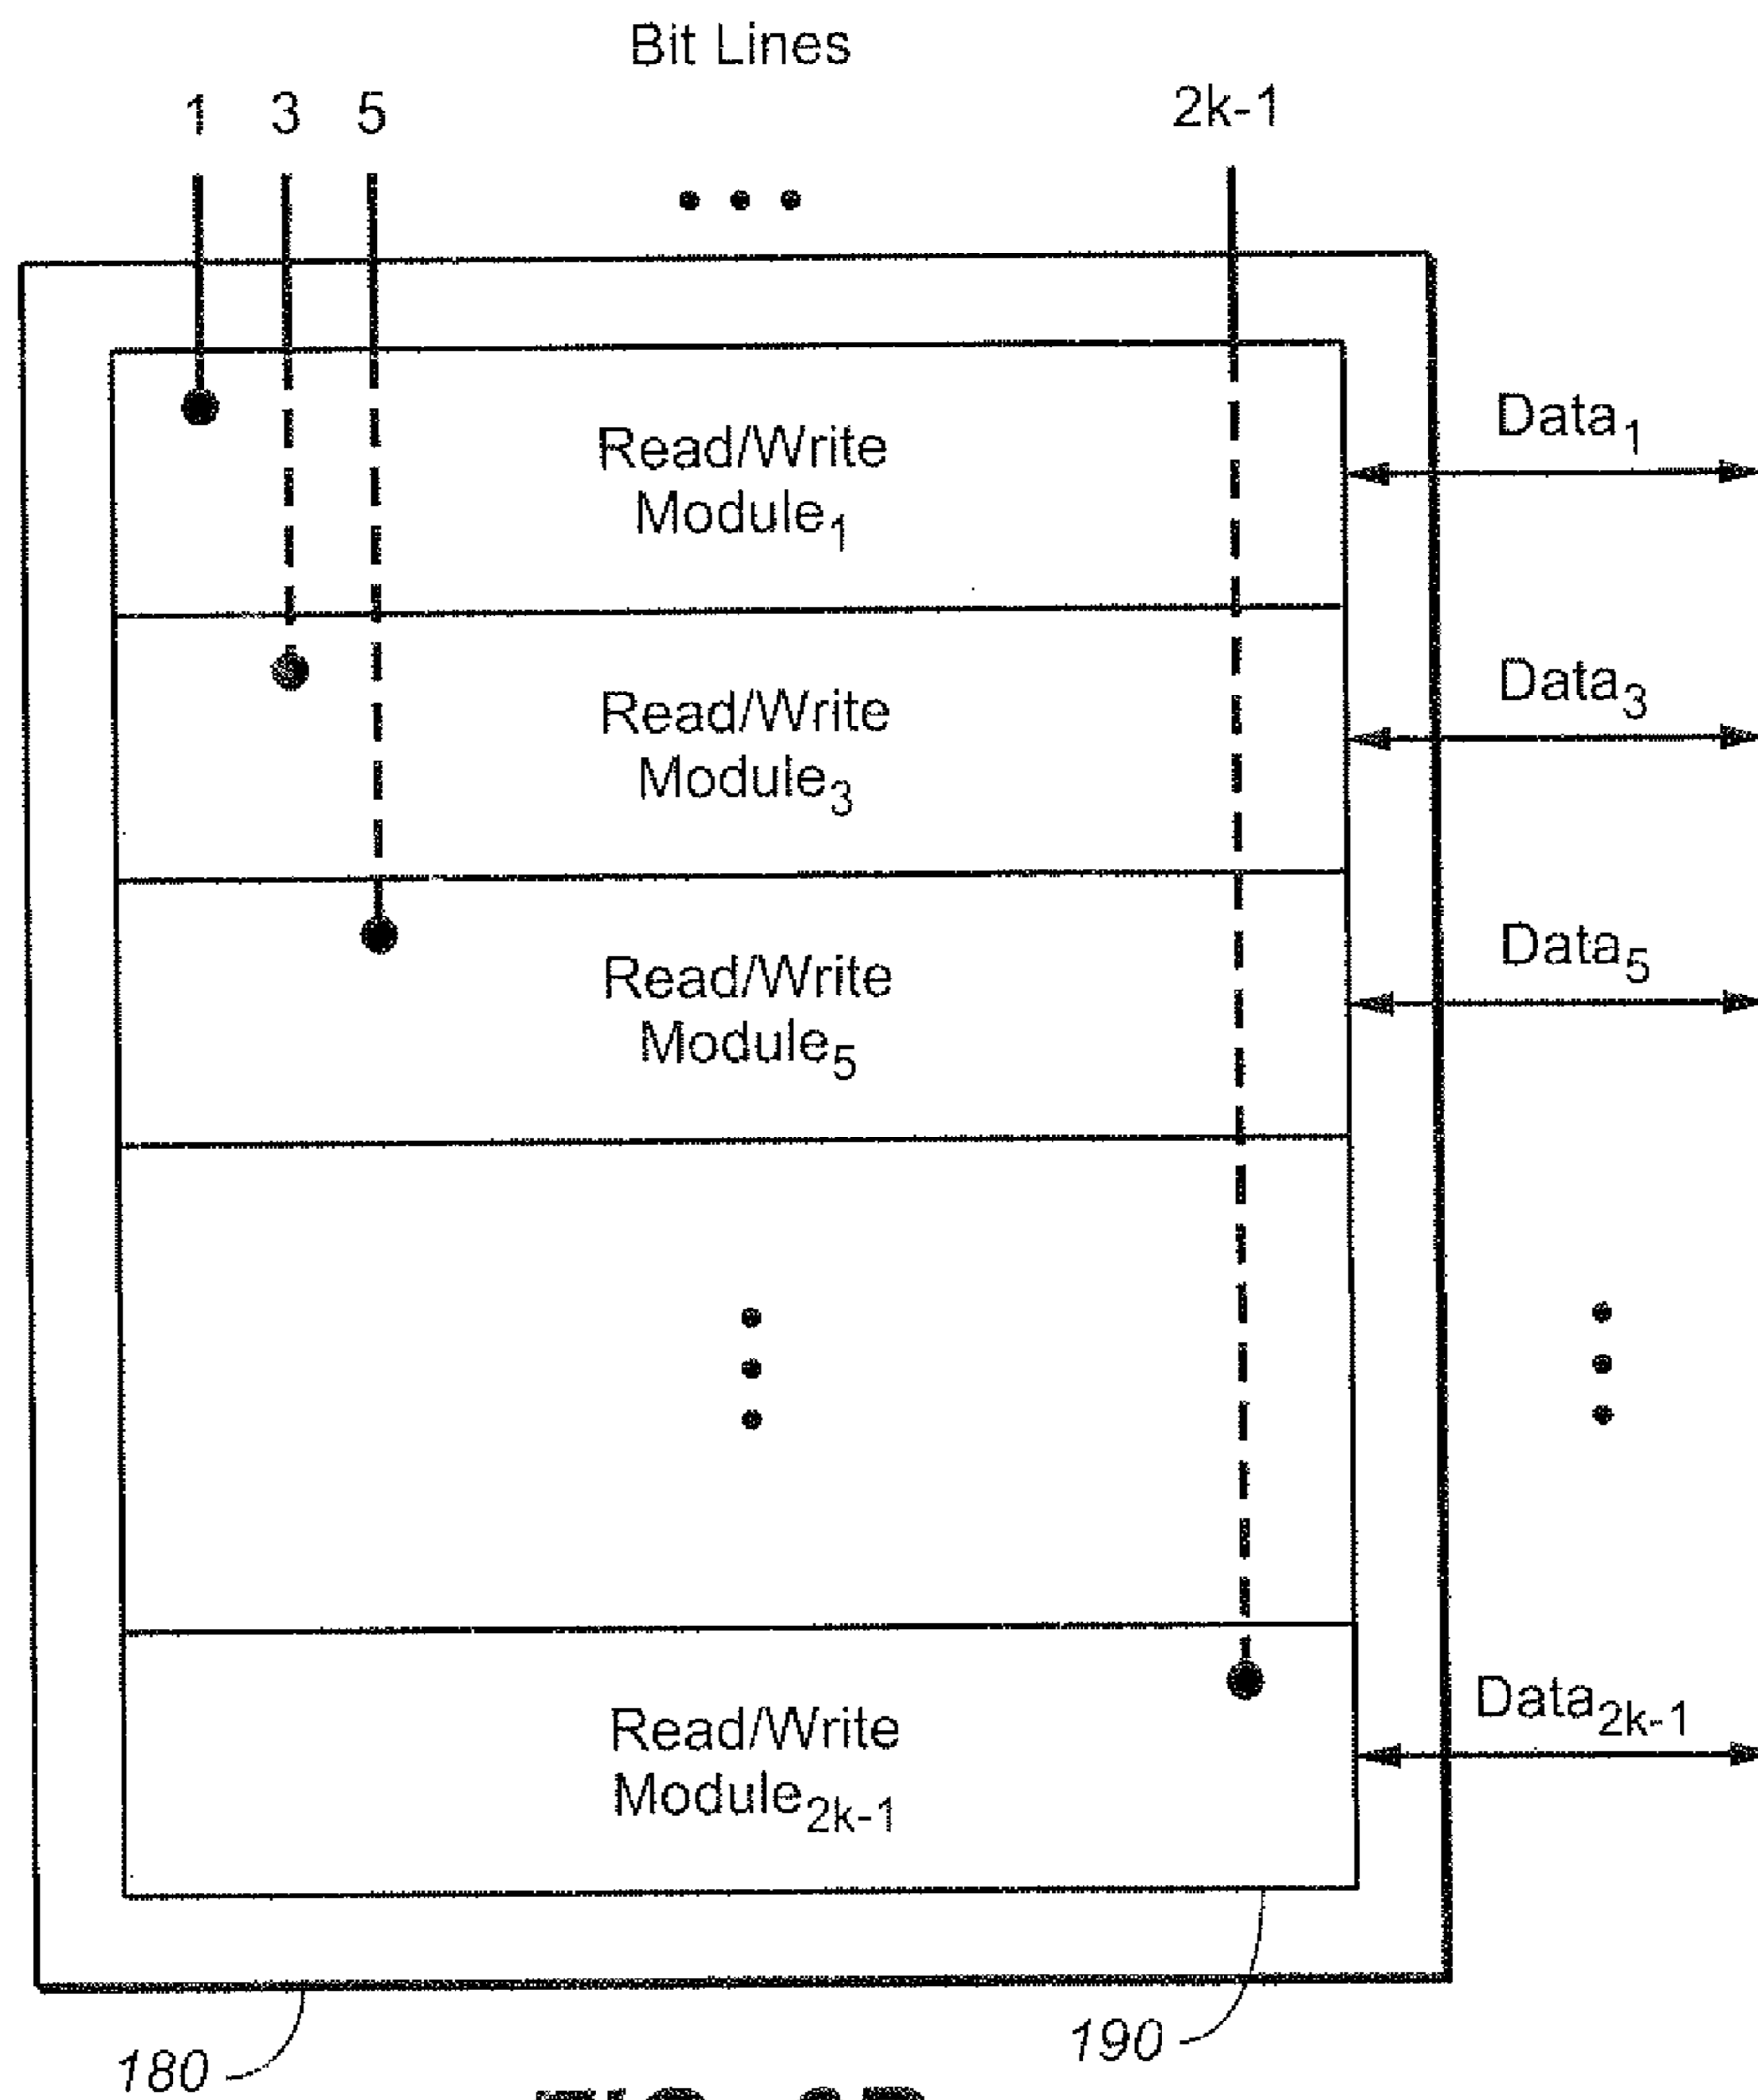 Bit Lines
1 3 5 2k-1
Read/Write
Module₁
Data₁
Read/Write
Module₃
Data₃
Read/Write
Module₅
Data₅
Read/Write
Module₂ₖ₋₁
Data₂ₖ₋₁
180
190